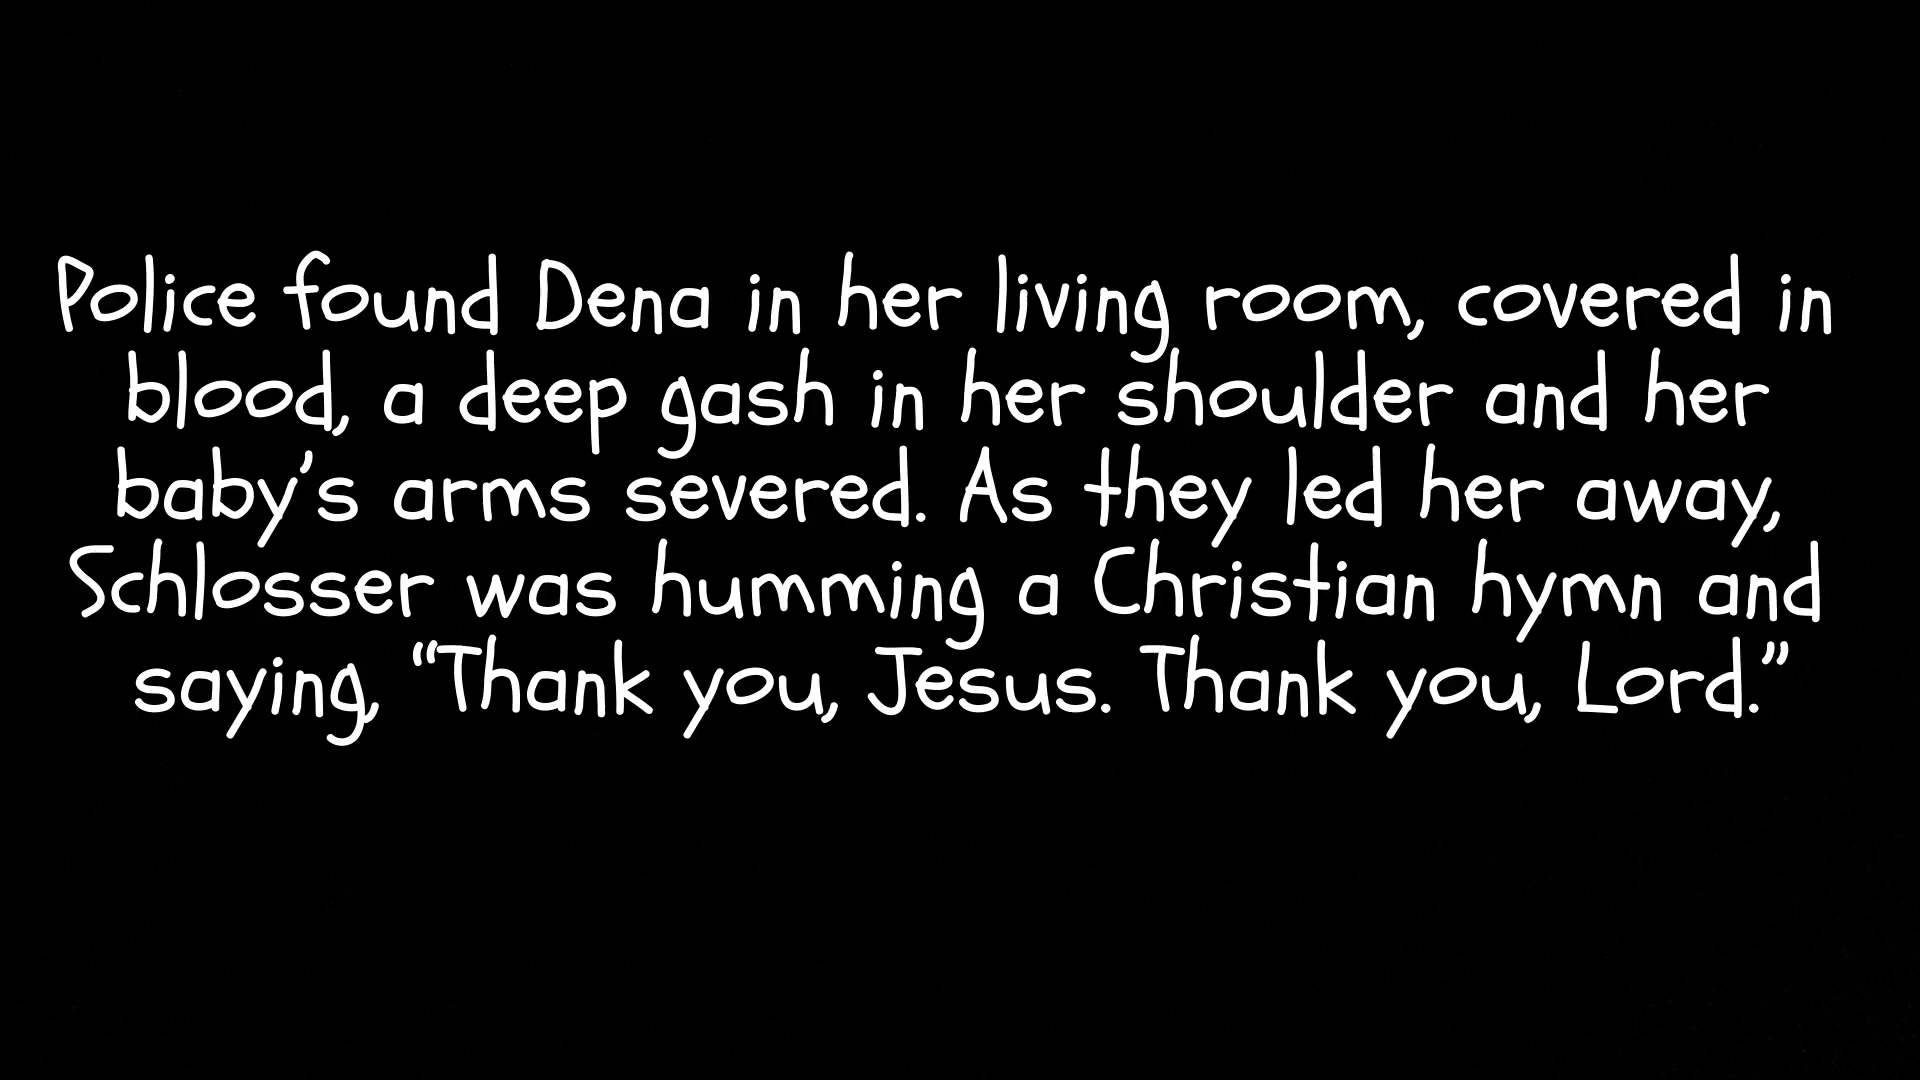 Police found Dena in her living room, covered in
blood, a deep gash in her shoulder and her
baby’s arms severed. As they led her away,
Schlosser was humming a Christian hymn and
saying, “Thank you, Jesus. Thank you, Lord.”